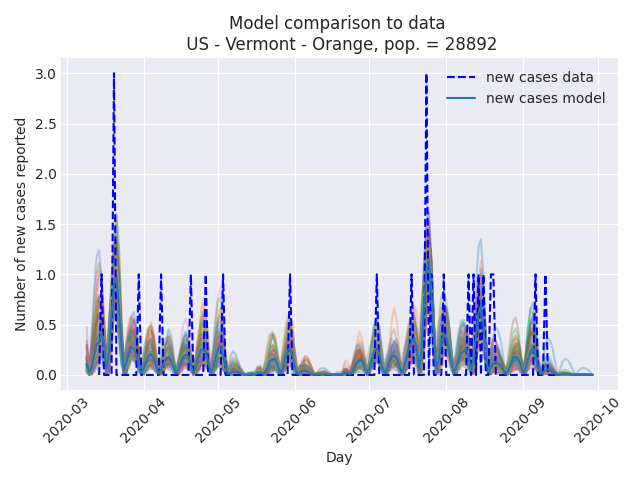 Model comparison to data
US - Vermont - Orange, pop. = 28892
new cases data
new cases model
Number of new cases reported
3.0
2.5
2.0
1.5
1.0
0.5
0.0
2020-03
2020-04
2020-05
2020-06
2020-07
2020-08
2020-09
2020-10
Day